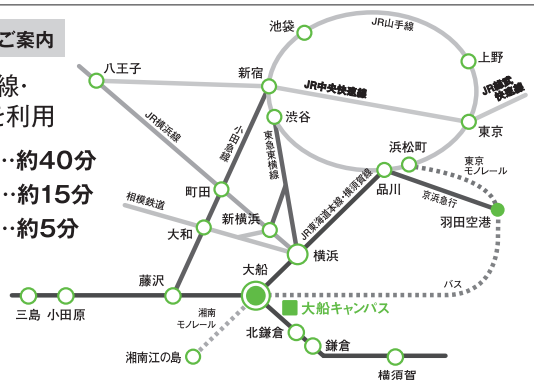 ご案内
線・
を利用
…約40分
…約15分
…約5分
池袋
JR山手線
上野
八王子
新宿
JR中央快速線
JR総武
快速線
渋谷
東京
JR横浜線
小田急線
東急東横線
浜松町
東京
モノレール
品川
京浜急行
羽田空港
町田
相模鉄道
新横浜
大和
JR東海道本線・横須賀線
横浜
大船
藤沢
バス
三島
小田原
大船キャンパス
湘南
モノレール
北鎌倉
鎌倉
湘南江の島
横須賀